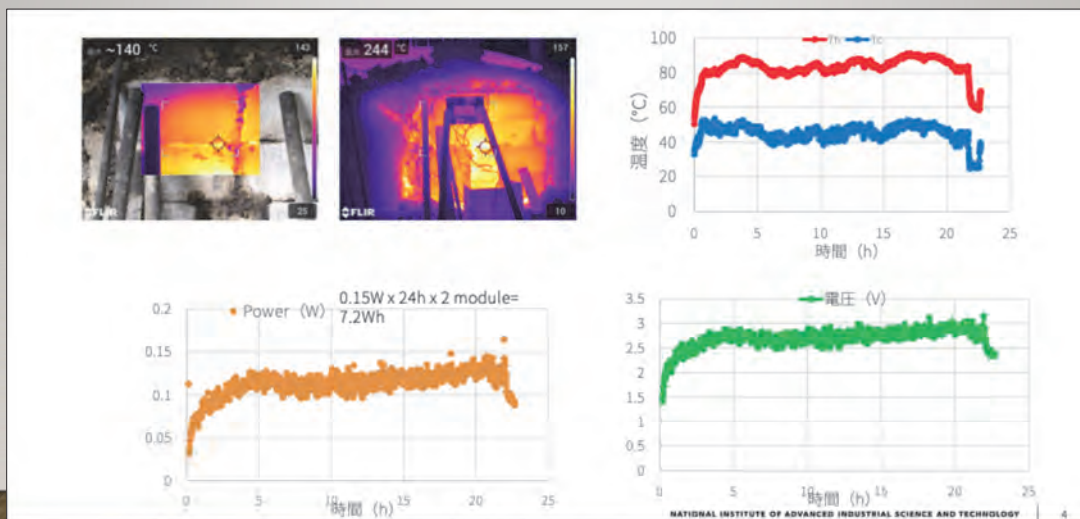 ~140 °C
143
25
FLIR
244 °C
157
10
FLIR
Th Tc
温度（°C）
100
80
60
40
20
0
0 5 10 15 20 25
時間（h）
Power（W）
0.15W x 24h x 2 module=
7.2Wh
0.2
0.15
0.1
0.05
0
0 5 10 15 20 25
時間（h）
電圧（V）
3.5
3
2.5
2
1.5
1
0.5
0
0 5 10 15 20 25
時間（h）
NATIONAL INSTITUTE OF ADVANCED INDUSTRIAL SCIENCE AND TECHNOLOGY
4